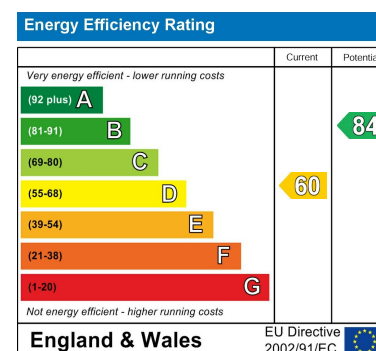 Energy Efficiency Rating
Current Potentia
Very energy efficient - lower running costs
(92 plus) A
(81-91) B
84
(69-80) C
(55-68) D
60
(39-54) E
(21-38) F
(1-20) G
Not energy efficient - higher running costs
England & Wales
EU Directive
2002/91/EC